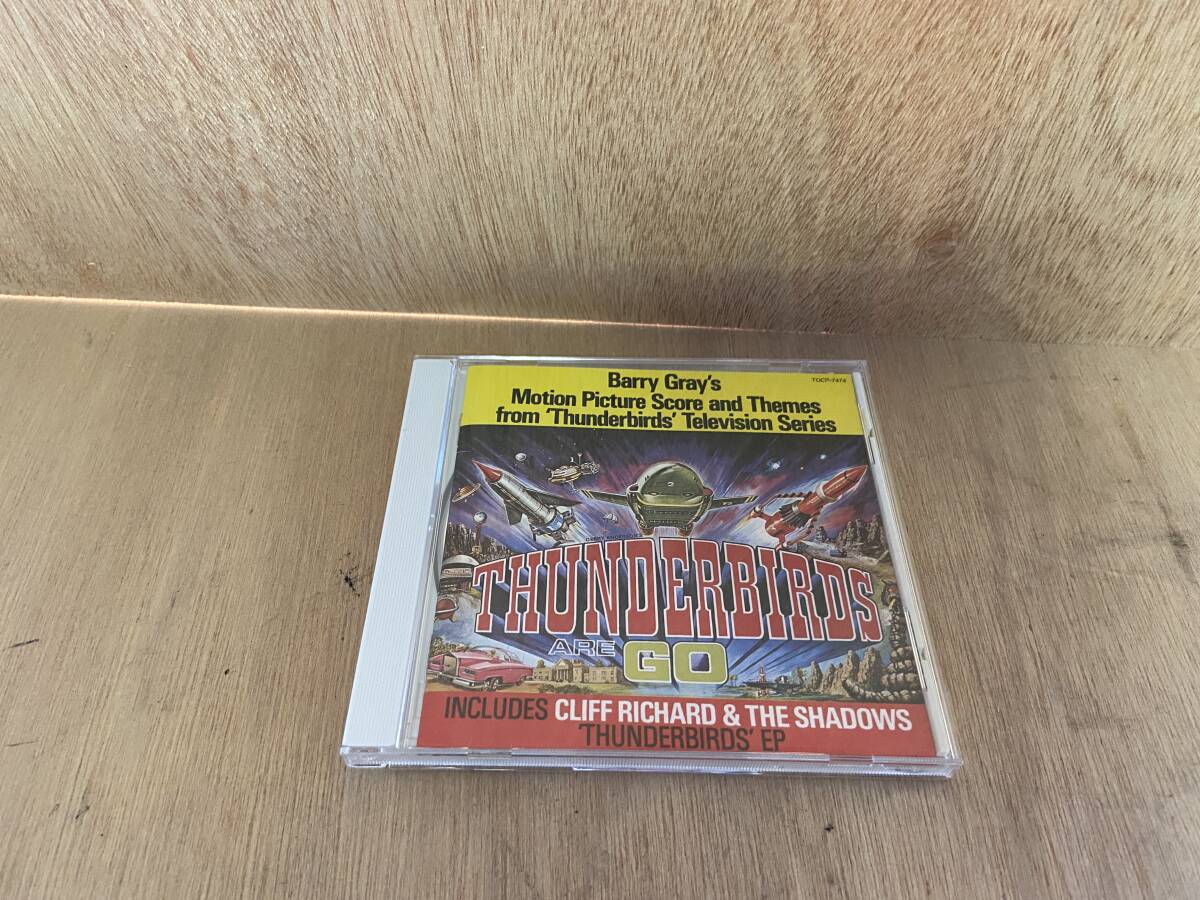 Barry Gray's
TOCP-7474
Motion Picture Score and Themes
from 'Thunderbirds' Television Series
THUNDERBIRDS
ARE GO
INCLUDES CLIFF RICHARD & THE SHADOWS
'THUNDERBIRDS' EP